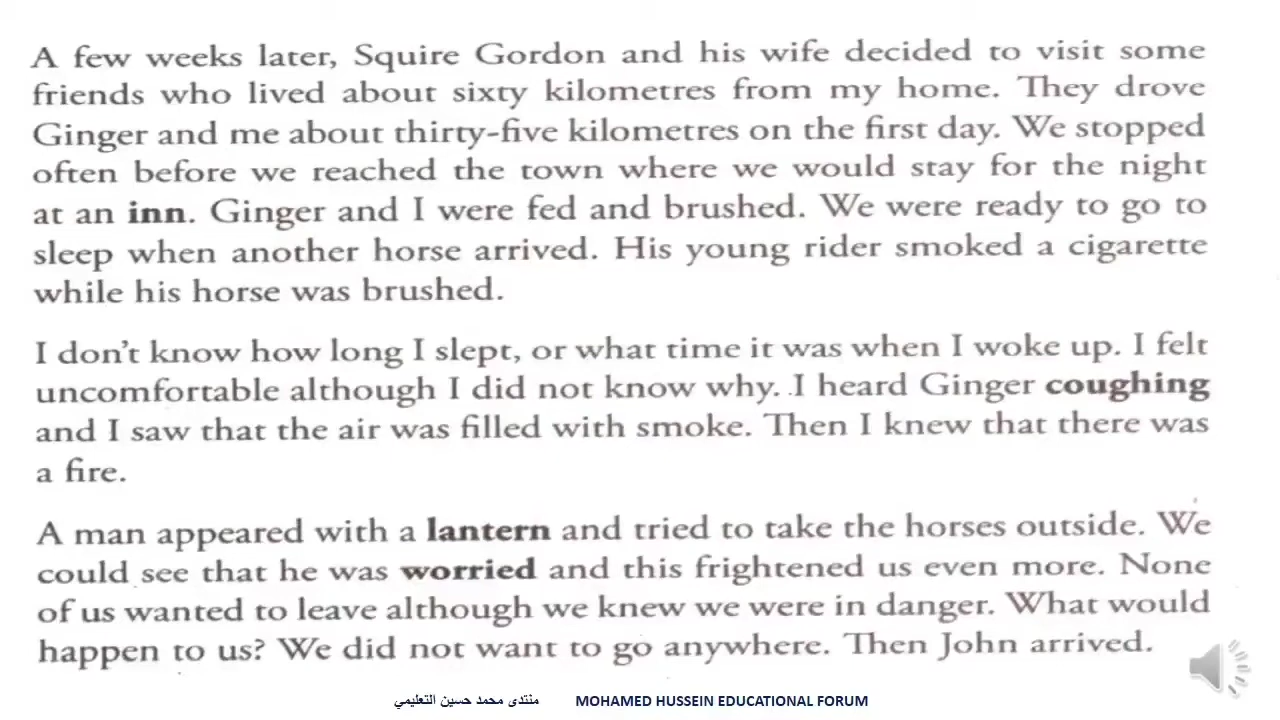 A few weeks later, Squire Gordon and his wife decided to visit some
friends who lived about sixty kilometres from my home. They drove
Ginger and me about thirty-five kilometres on the first day. We stopped
often before we reached the town where we would stay for the night
at an inn. Ginger and I were fed and brushed. We were ready to go to
sleep when another horse arrived. His young rider smoked a cigarette
while his horse was brushed.
I don't know how long I slept, or what time it was when I woke up. I felt
uncomfortable although I did not know why. I heard Ginger coughing
and I saw that the air was filled with smoke. Then I knew that there was
a fire.
A man appeared with a lantern and tried to take the horses outside. We
could see that he was worried and this frightened us even more. None
of us wanted to leave although we knew we were in danger. What would
happen to us? We did not want to go anywhere. Then John arrived.
منتدى محمد حسين التعليمي MOHAMED HUSSEIN EDUCATIONAL FORUM